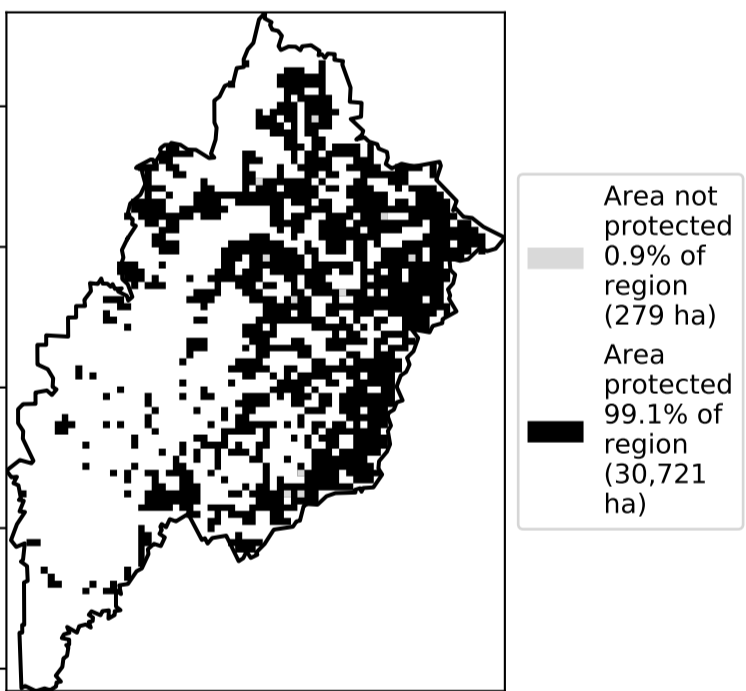 Area not
protected
0.9% of
region
(279 ha)
Area
protected
99.1% of
region
(30,721
ha)